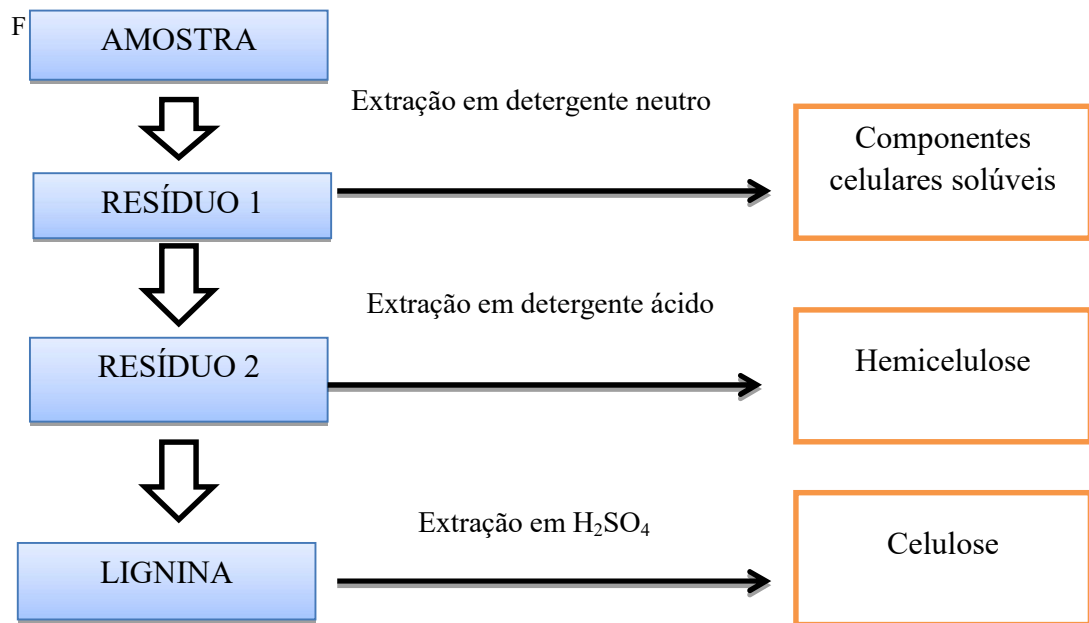 F
AMOSTRA
Extração em detergente neutro
Componentes
celulares solúveis
RESÍDUO 1
Extração em detergente ácido
RESÍDUO 2
Hemicelulose
Extração em H₂SO₄
Celulose
LIGNINA